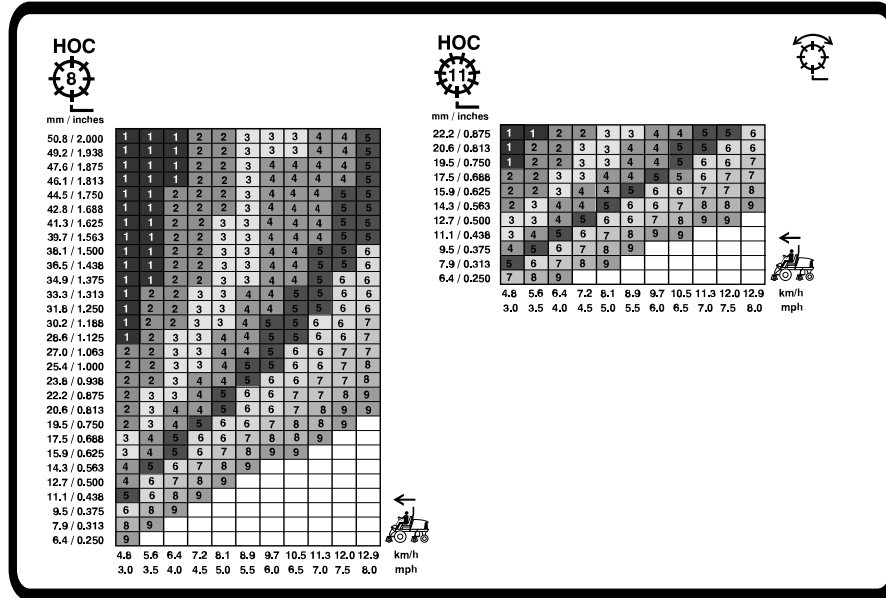 HOC
8
mm / inches
50.8 / 2.000 1 1 1 2 2 3 3 3 4 4 5
49.2 / 1.938 1 1 1 2 2 3 3 3 4 4 5
47.6 / 1.875 1 1 1 2 2 3 4 4 4 4 5
46.1 / 1.813 1 1 1 2 2 3 4 4 4 4 5
44.5 / 1.750 1 1 2 2 2 3 4 4 4 5 5
42.8 / 1.688 1 1 2 2 2 3 4 4 4 5 5
41.3 / 1.625 1 1 2 2 3 3 4 4 4 5 5
39.7 / 1.563 1 1 2 2 3 3 4 4 4 5 5
38.1 / 1.500 1 1 2 2 3 3 4 4 5 5 6
36.5 / 1.438 1 1 2 2 3 3 4 4 5 5 6
34.9 / 1.375 1 1 2 2 3 3 4 4 5 6 6
33.3 / 1.313 1 2 2 3 3 4 4 5 5 6 6
31.8 / 1.250 1 2 2 3 3 4 4 5 5 6 6
30.2 / 1.188 1 2 2 3 3 4 5 5 6 6 7
28.6 / 1.125 1 2 3 3 4 4 5 5 6 6 7
27.0 / 1.063 2 2 3 3 4 4 5 6 6 7 7
25.4 / 1.000 2 2 3 3 4 5 5 6 6 7 8
23.8 / 0.938 2 2 3 4 4 5 6 6 7 7 8
22.2 / 0.875 2 3 3 4 5 6 6 7 7 8 9
20.6 / 0.813 2 3 4 4 5 6 6 7 8 9 9
19.5 / 0.750 2 3 4 5 6 6 7 8 8 9
17.5 / 0.688 3 4 5 6 6 7 8 8 9
15.9 / 0.625 3 4 5 6 7 8 9 9
14.3 / 0.563 4 5 6 7 8 9
12.7 / 0.500 4 6 7 8 9
11.1 / 0.438 5 6 8 9
9.5 / 0.375 6 8 9
7.9 / 0.313 8 9
6.4 / 0.250 9
4.8 5.6 6.4 7.2 8.1 8.9 9.7 10.5 11.3 12.0 12.9 km/h
3.0 3.5 4.0 4.5 5.0 5.5 6.0 6.5 7.0 7.5 8.0 mph
HOC
11
mm / inches
22.2 / 0.875 1 1 2 2 3 3 4 4 5 5 6
20.6 / 0.813 1 2 2 3 3 4 4 5 5 6 6
19.5 / 0.750 1 2 2 3 3 4 4 5 6 6 7
17.5 / 0.688 2 2 3 3 4 4 5 5 6 7 7
15.9 / 0.625 2 2 3 4 4 5 6 6 7 7 8
14.3 / 0.563 2 3 4 4 5 6 6 7 8 8 9
12.7 / 0.500 3 3 4 5 6 6 7 8 9 9
11.1 / 0.438 3 4 5 6 7 8 9 9
9.5 / 0.375 4 5 6 7 8 9
7.9 / 0.313 5 6 7 8 9
6.4 / 0.250 7 8 9
4.8 5.6 6.4 7.2 8.1 8.9 9.7 10.5 11.3 12.0 12.9 km/h
3.0 3.5 4.0 4.5 5.0 5.5 6.0 6.5 7.0 7.5 8.0 mph